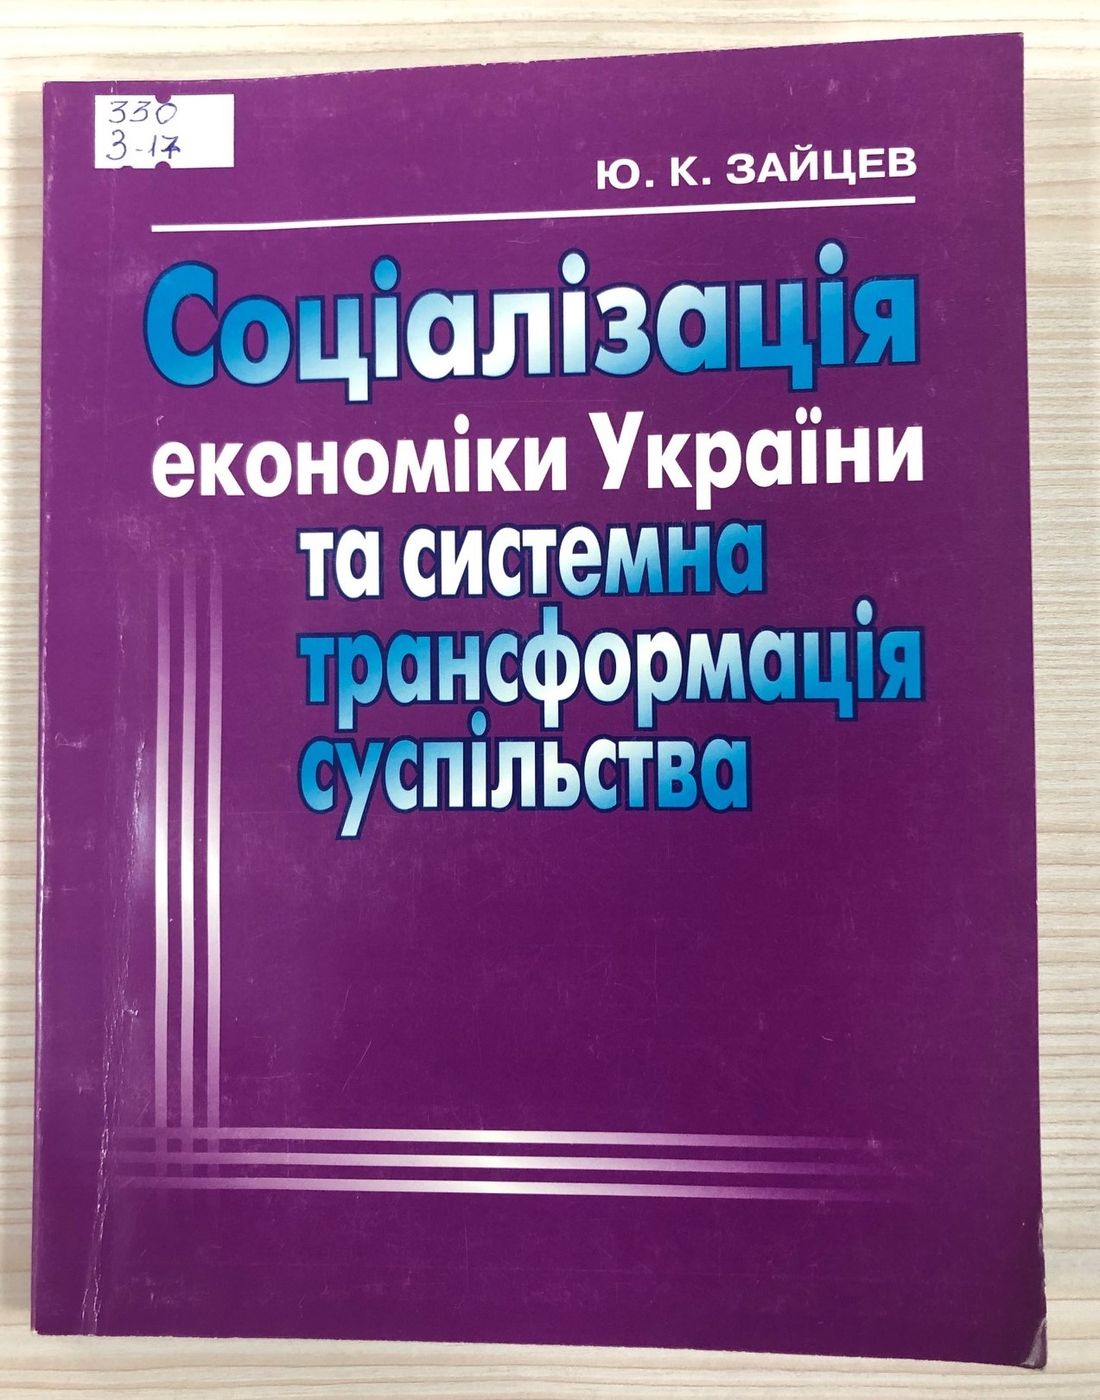 330
З-17
Ю. К. ЗАЙЦЕВ
Соціалізація
економіки України
та системна
трансформація
суспільства